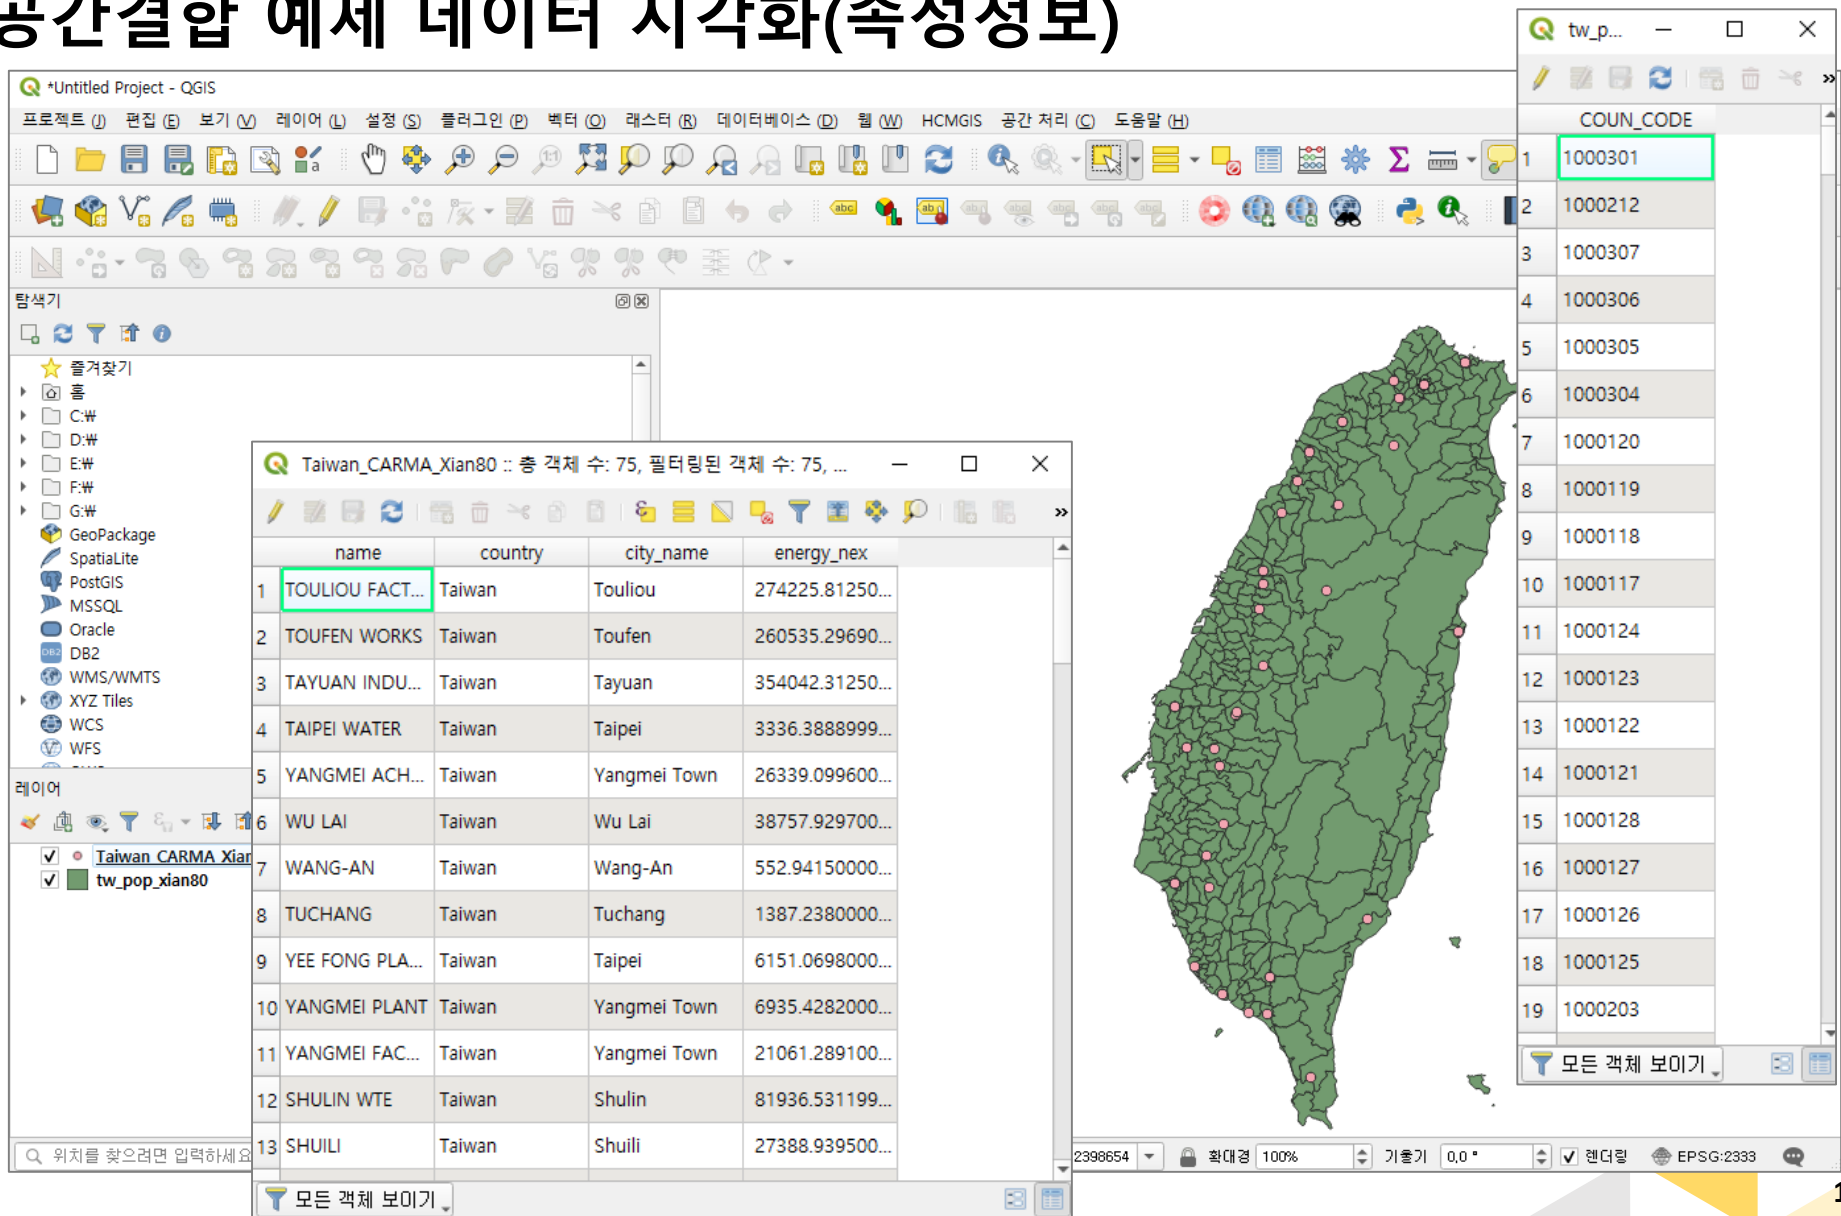 공간결합 예제 데이터 시각화(속성정보)
*Untitled Project - QGIS
프로젝트 (J) 편집 (E) 보기 (V) 레이어 (L) 설정 (S) 플러그인 (P) 벡터 (O) 래스터 (R) 데이터베이스 (D) 웹 (W) HCMGIS 공간 처리 (C) 도움말 (H)
탐색기
즐겨찾기
홈
C:₩
D:₩
E:₩
F:₩
G:₩
GeoPackage
SpatiaLite
PostGIS
MSSQL
Oracle
DB2
WMS/WMTS
XYZ Tiles
WCS
WFS
레이어
Taiwan_CARMA_Xian
tw_pop_xian80
위치를 찾으려면 입력하세요
Taiwan_CARMA_Xian80 :: 총 객체 수: 75, 필터링된 객체 수: 75, ...
name country city_name energy_nex
1 TOULIOU FACT... Taiwan Touliou 274225.81250...
2 TOUFEN WORKS Taiwan Toufen 260535.29690...
3 TAYUAN INDU... Taiwan Tayuan 354042.31250...
4 TAIPEI WATER Taiwan Taipei 3336.3888999...
5 YANGMEI ACH... Taiwan Yangmei Town 26339.099600...
6 WU LAI Taiwan Wu Lai 38757.929700...
7 WANG-AN Taiwan Wang-An 552.94150000...
8 TUCHANG Taiwan Tuchang 1387.2380000...
9 YEE FONG PLA... Taiwan Taipei 6151.0698000...
10 YANGMEI PLANT Taiwan Yangmei Town 6935.4282000...
11 YANGMEI FAC... Taiwan Yangmei Town 21061.289100...
12 SHULIN WTE Taiwan Shulin 81936.531199...
13 SHUILI Taiwan Shuili 27388.939500...
모든 객체 보이기
2398654 확대경 100% 기울기 0,0 ° 렌더링 EPSG:2333
tw_p...
COUN_CODE
1 1000301
2 1000212
3 1000307
4 1000306
5 1000305
6 1000304
7 1000120
8 1000119
9 1000118
10 1000117
11 1000124
12 1000123
13 1000122
14 1000121
15 1000128
16 1000127
17 1000126
18 1000125
19 1000203
모든 객체 보이기